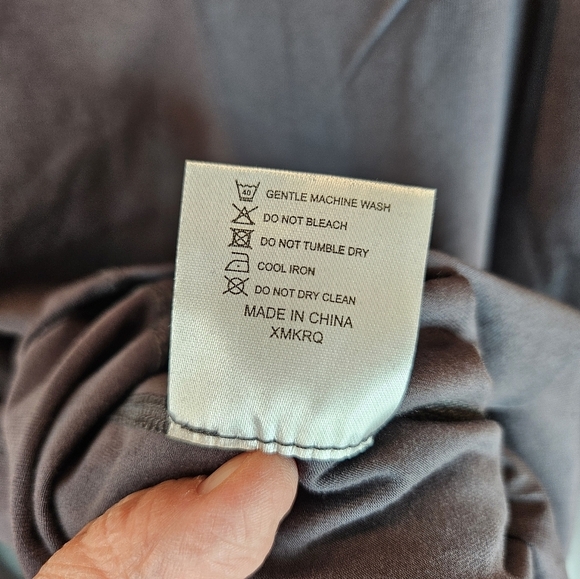 40 GENTLE MACHINE WASH
DO NOT BLEACH
DO NOT TUMBLE DRY
COOL IRON
DO NOT DRY CLEAN
MADE IN CHINA
XMKRQ